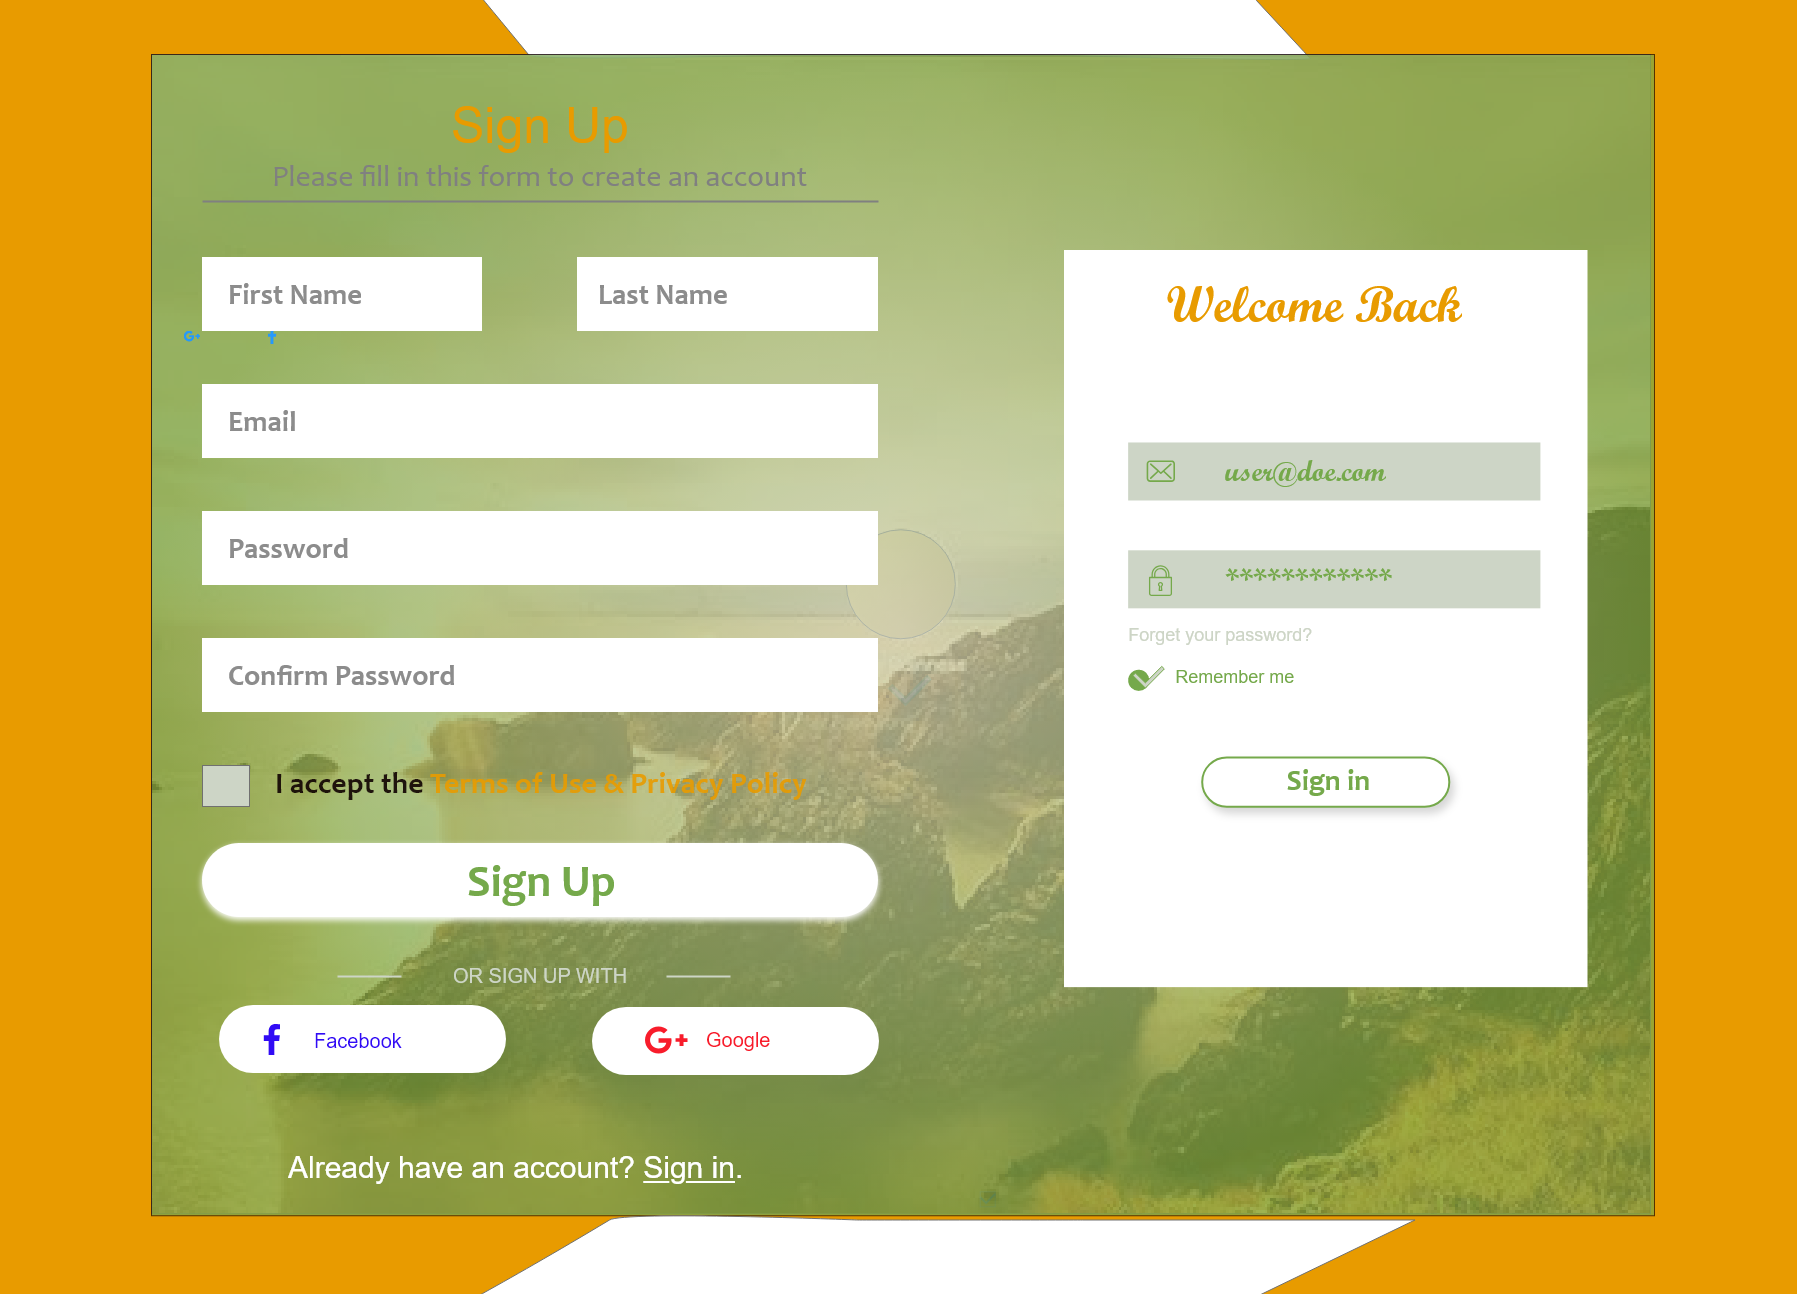 Sign Up
Please fill in this form to create an account
First Name
Last Name
Email
Password
Confirm Password
I accept the Terms of Use & Privacy Policy
Sign Up
OR SIGN UP WITH
Facebook
G+ Google
Already have an account? Sign in.
Welcome Back
user@doe.com
************
Forget your password?
Remember me
Sign in